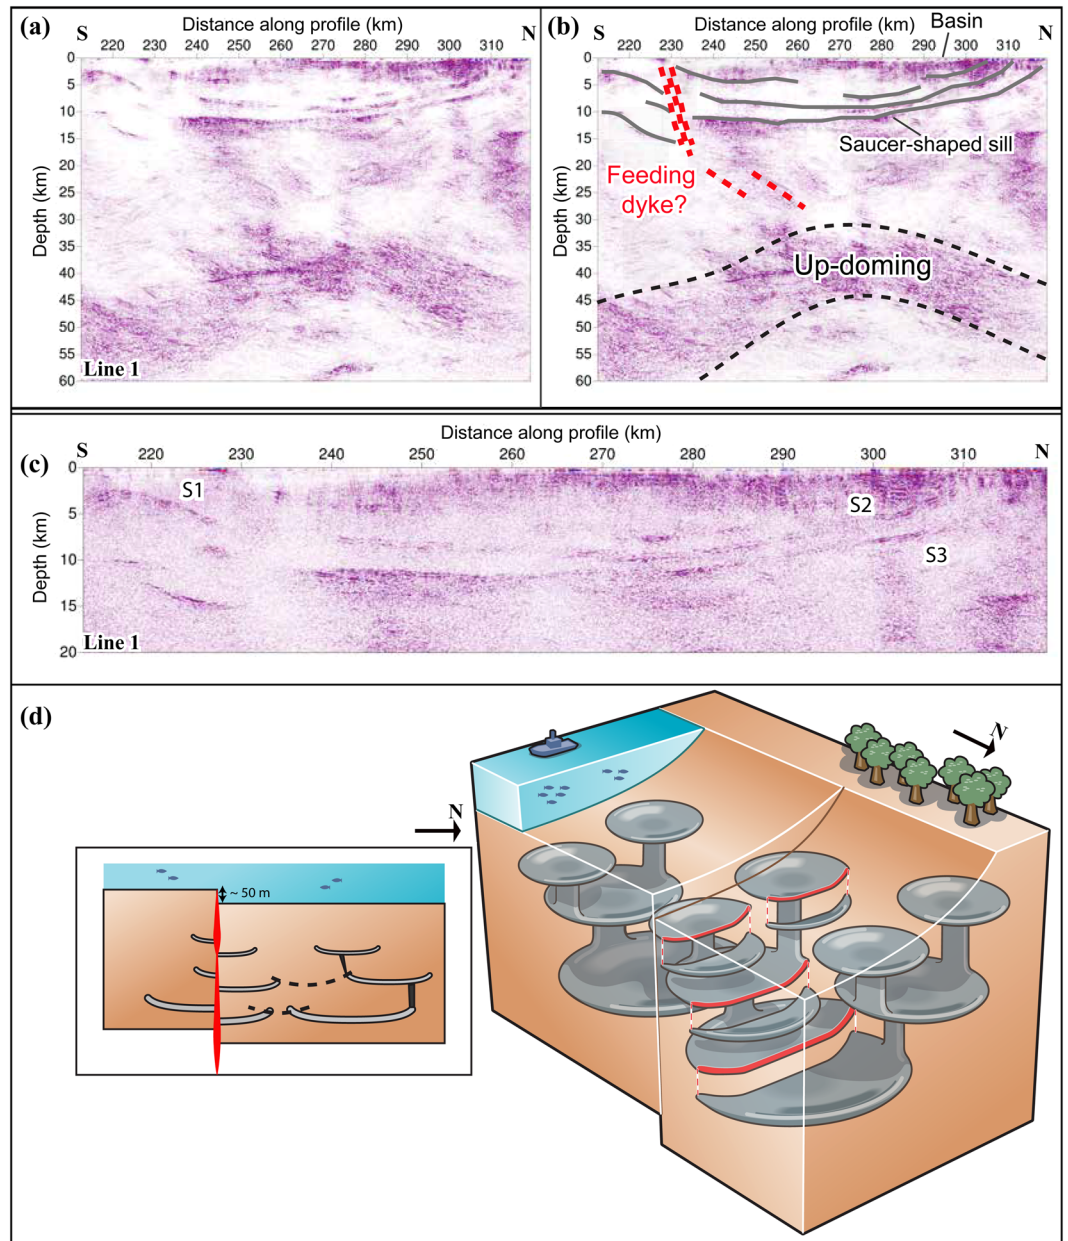 (a)
Distance along profile (km)
S
N
220 230 240 250 260 270 280 290 300 310
Depth (km)
0
5
10
15
20
25
30
35
40
45
50
55
60
Line 1
(b)
Distance along profile (km)
Basin
S
N
220 230 240 250 260 270 280 290 300 310
Depth (km)
0
5
10
15
20
25
30
35
40
45
50
55
60
Saucer-shaped sill
Feeding
dyke?
Up-doming
(c)
Distance along profile (km)
S
N
220 230 240 250 260 270 280 290 300 310
Depth (km)
0
5
10
15
20
S1
S2
S3
Line 1
(d)
N
N
~ 50 m